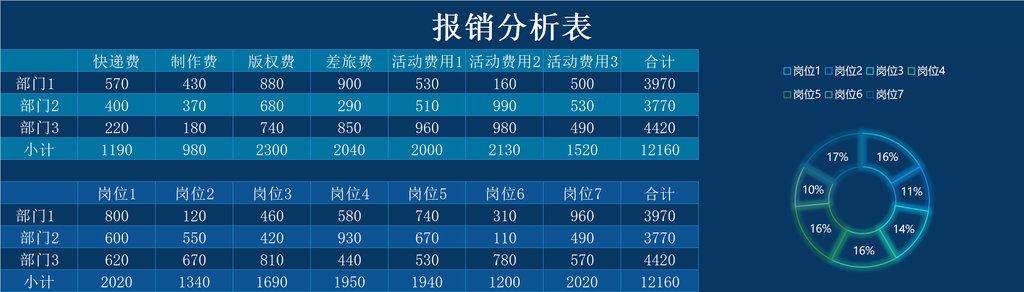 报销分析表
快递费 制作费 版权费 差旅费 活动费用1 活动费用2 活动费用3 合计
部门1 570 430 880 900 530 160 500 3970
部门2 400 370 680 290 510 990 530 3770
部门3 220 180 740 850 960 980 490 4420
小计 1190 980 2300 2040 2000 2130 1520 12160
岗位1 岗位2 岗位3 岗位4 岗位5 岗位6 岗位7 合计
部门1 800 120 460 580 740 310 960 3970
部门2 600 550 420 930 670 110 490 3770
部门3 620 670 810 440 530 780 570 4420
小计 2020 1340 1690 1950 1940 1200 2020 12160
岗位1 岗位2 岗位3 岗位4
岗位5 岗位6 岗位7
17% 16%
10% 11%
16% 14%
16%